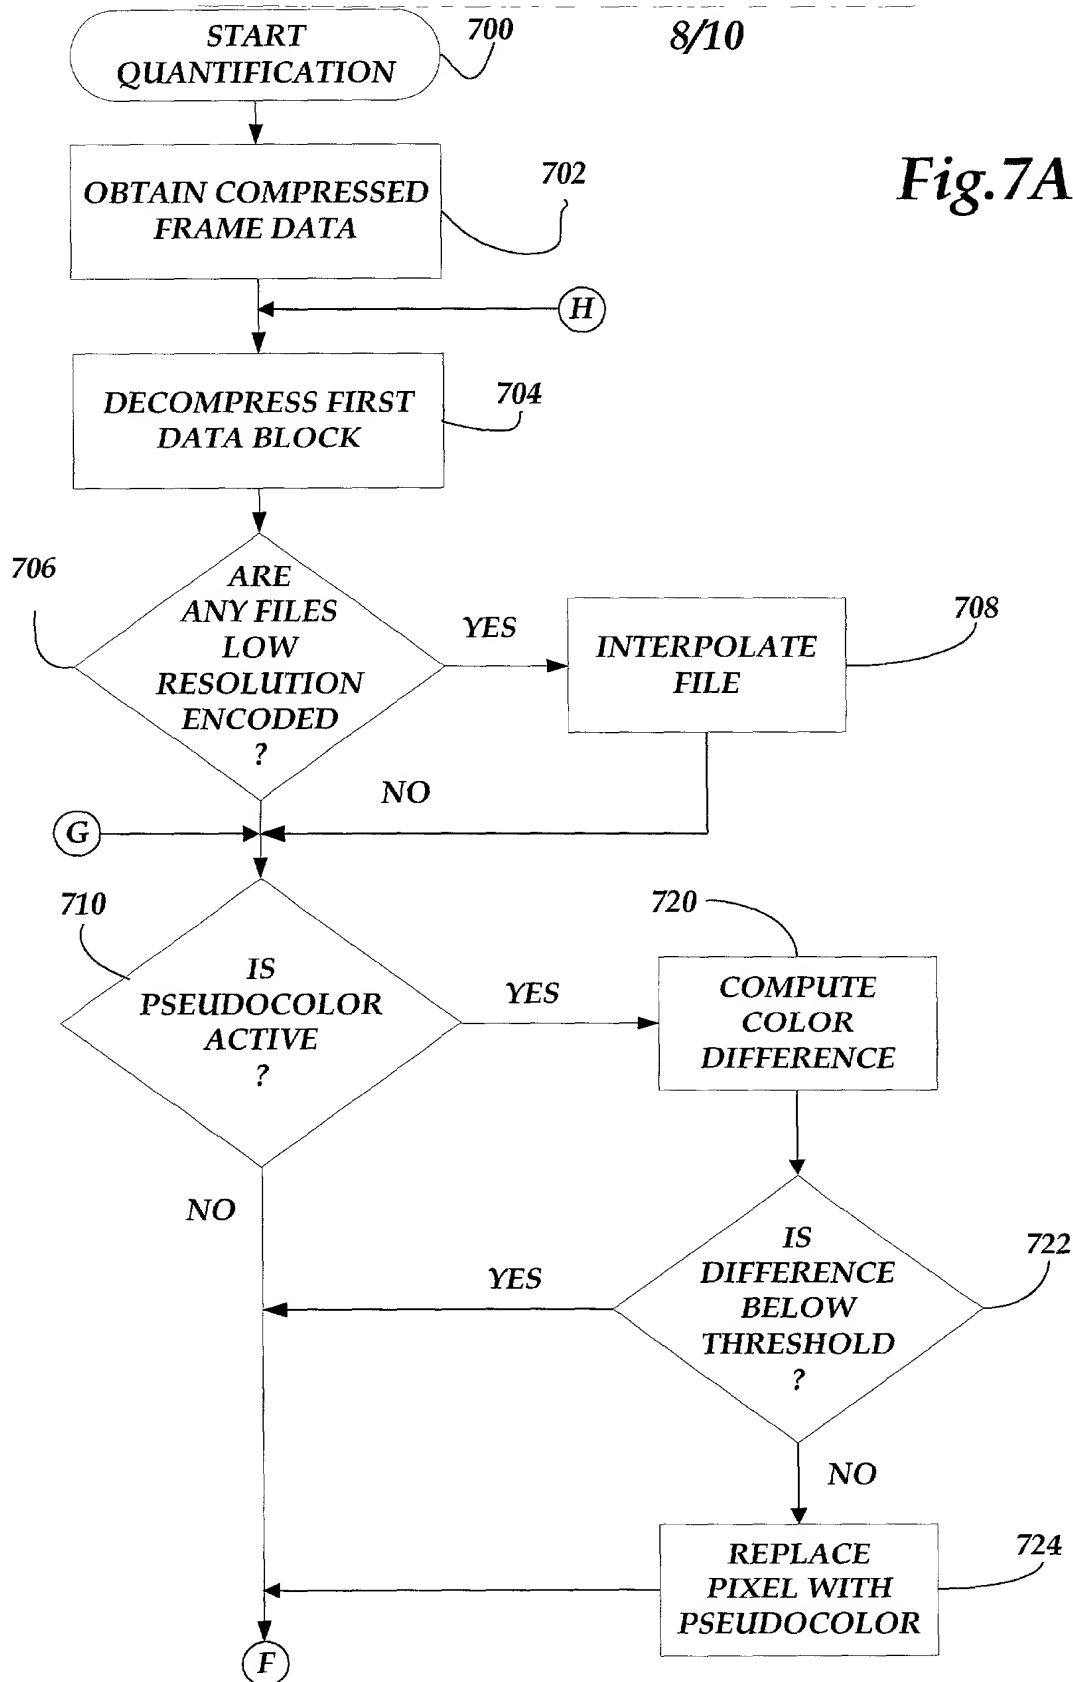 8/10
START
QUANTIFICATION
700
Fig.7A
OBTAIN COMPRESSED
FRAME DATA
702
H
DECOMPRESS FIRST
DATA BLOCK
704
706
ARE
ANY FILES
LOW
RESOLUTION
ENCODED
?
YES
INTERPOLATE
FILE
708
NO
G
710
IS
PSEUDOCOLOR
ACTIVE
?
YES
720
COMPUTE
COLOR
DIFFERENCE
NO
IS
DIFFERENCE
BELOW
THRESHOLD
?
722
YES
NO
REPLACE
PIXEL WITH
PSEUDOCOLOR
724
F